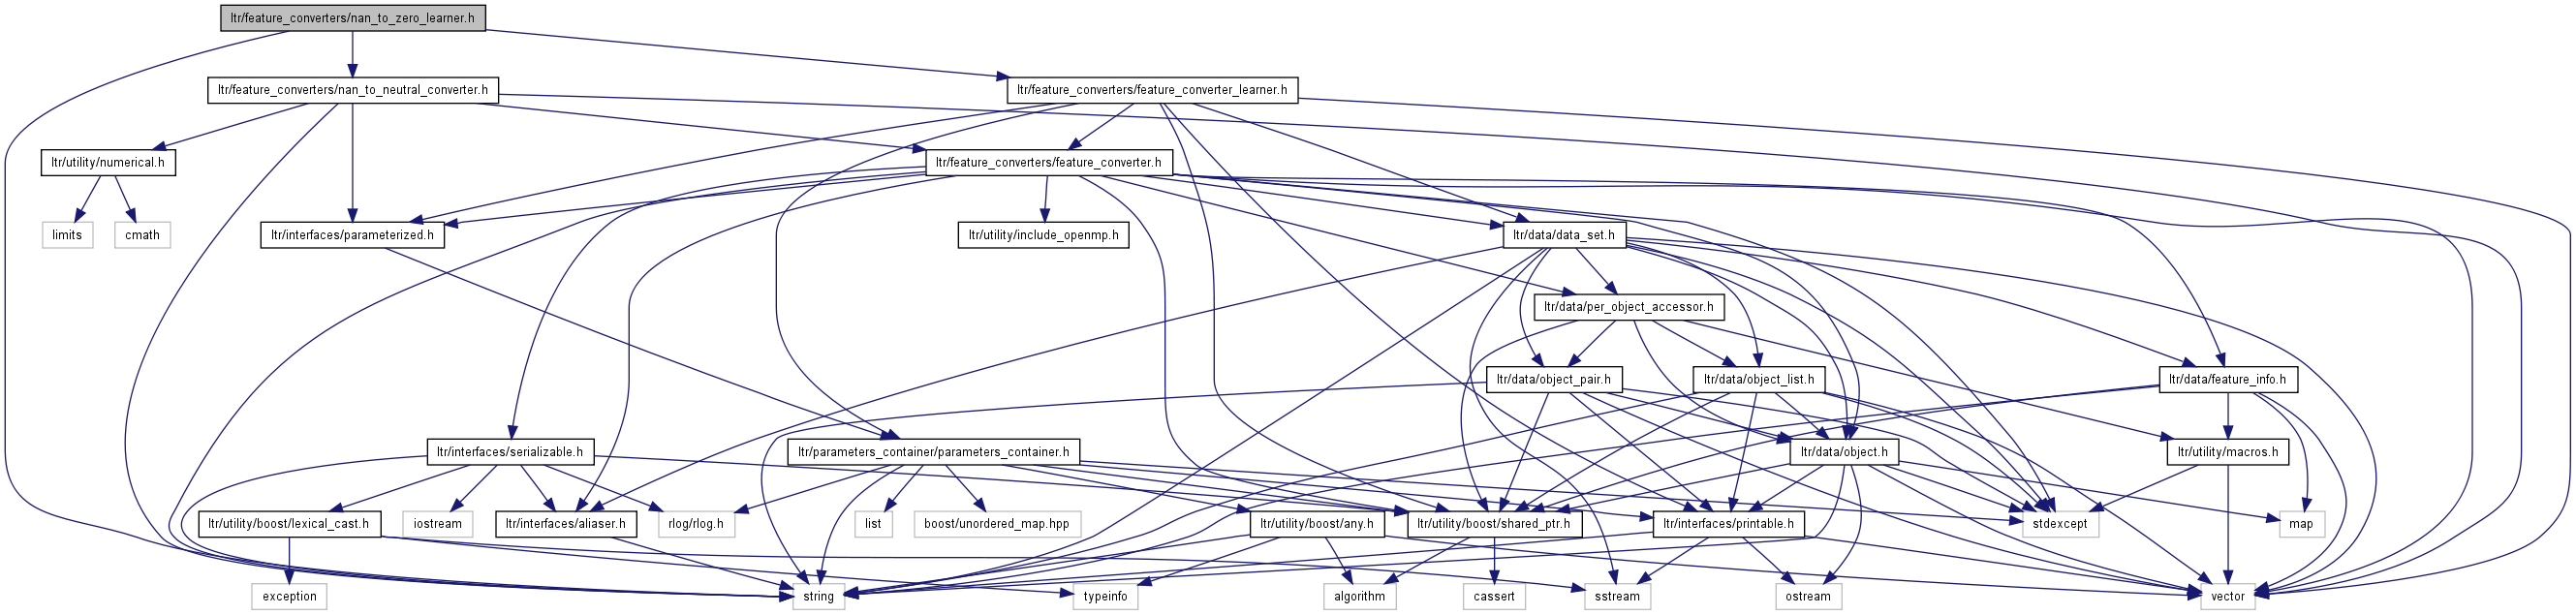 ltr/feature_converters/nan_to_zero_learner.h
ltr/feature_converters/nan_to_neutral_converter.h
ltr/feature_converters/feature_converter_learner.h
ltr/utility/numerical.h
ltr/feature_converters/feature_converter.h
limits
cmath
ltr/interfaces/parameterized.h
ltr/utility/include_openmp.h
ltr/data/data_set.h
ltr/data/per_object_accessor.h
ltr/data/object_pair.h
ltr/data/object_list.h
ltr/data/feature_info.h
ltr/interfaces/serializable.h
ltr/parameters_container/parameters_container.h
ltr/data/object.h
ltr/utility/macros.h
ltr/utility/boost/lexical_cast.h
iostream
ltr/interfaces/aliaser.h
rlog/rlog.h
list
boost/unordered_map.hpp
ltr/utility/boost/any.h
ltr/utility/boost/shared_ptr.h
ltr/interfaces/printable.h
stdexcept
map
exception
string
typeinfo
algorithm
cassert
sstream
ostream
vector